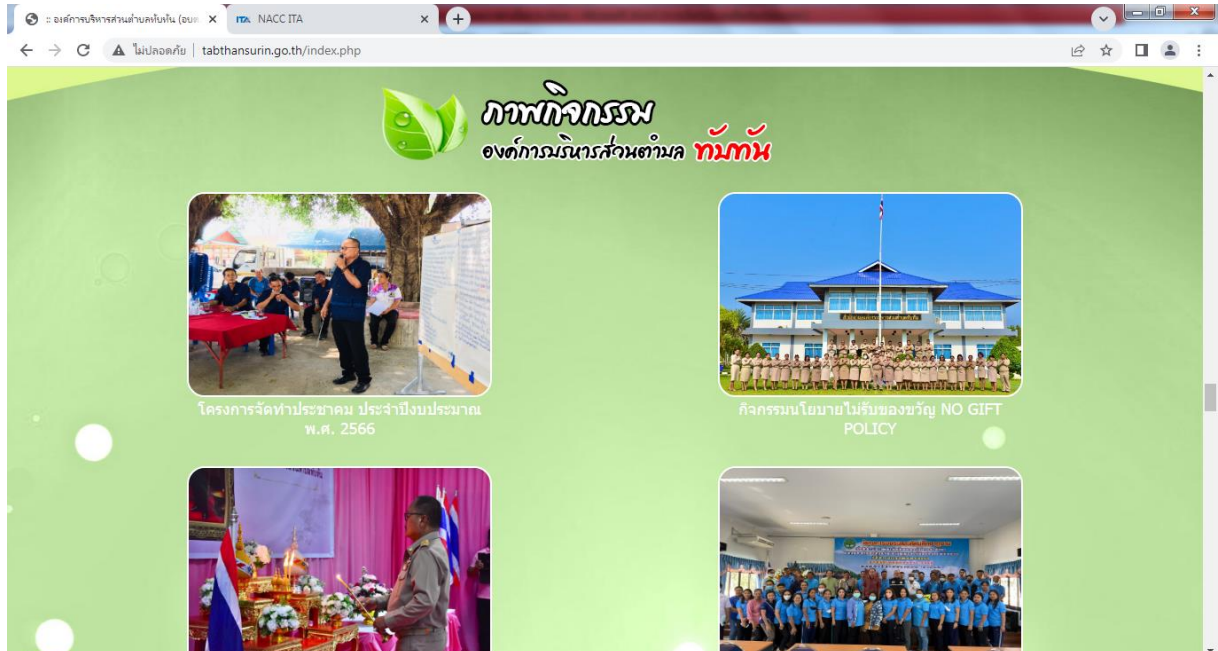 :: องค์การบริหารส่วนตำบลทับทัน (อบต
NACC ITA
ไม่ปลอดภัย
tabthansurin.go.th/index.php
ภาพกิจกรรม
องค์การบริหารส่วนตำบล ทับทัน
โครงการจัดทำประชาคม ประจำปีงบประมาณ
พ.ศ. 2566
กิจกรรมนโยบายไม่รับของขวัญ NO GIFT
POLICY